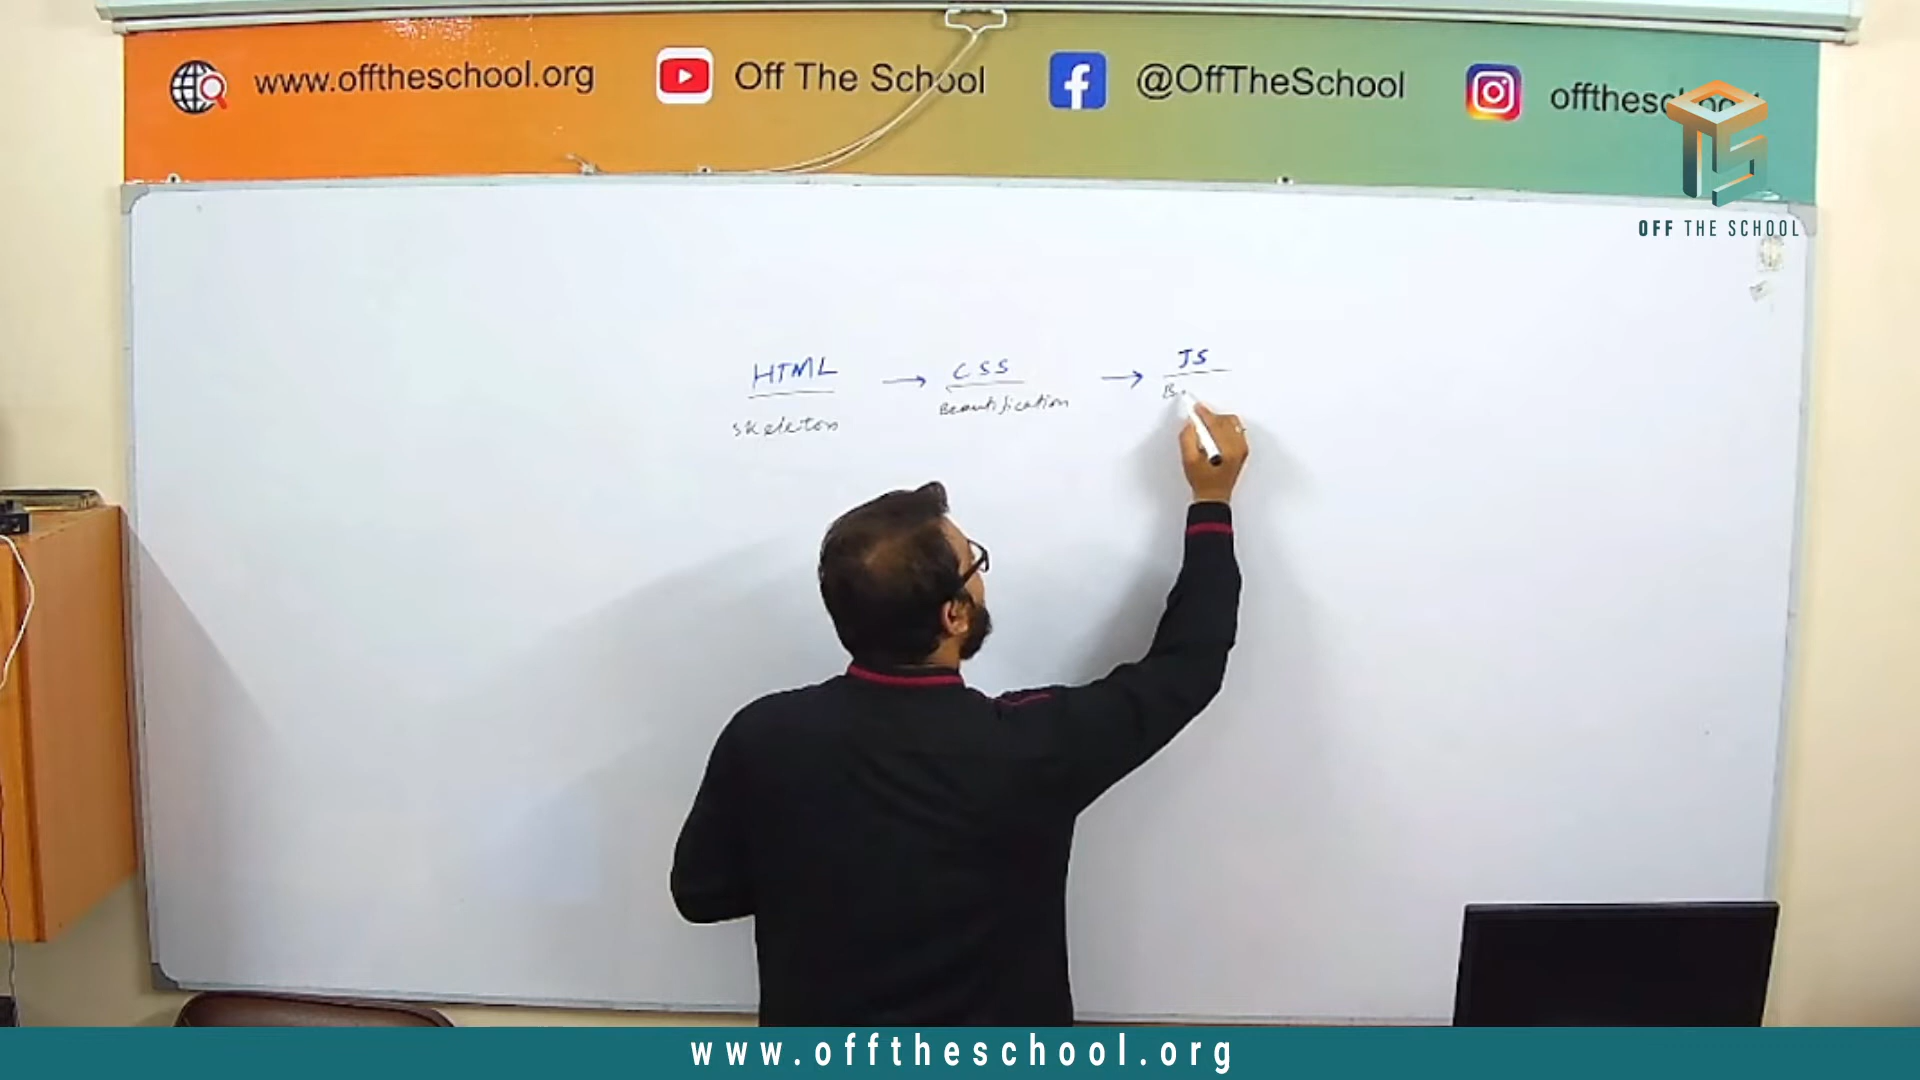 www.offtheschool.org
Off The School
@OffTheSchool
OFF THE SCHOOL
HTML → CSS → JS
skeleton
Beautification
www.offtheschool.org